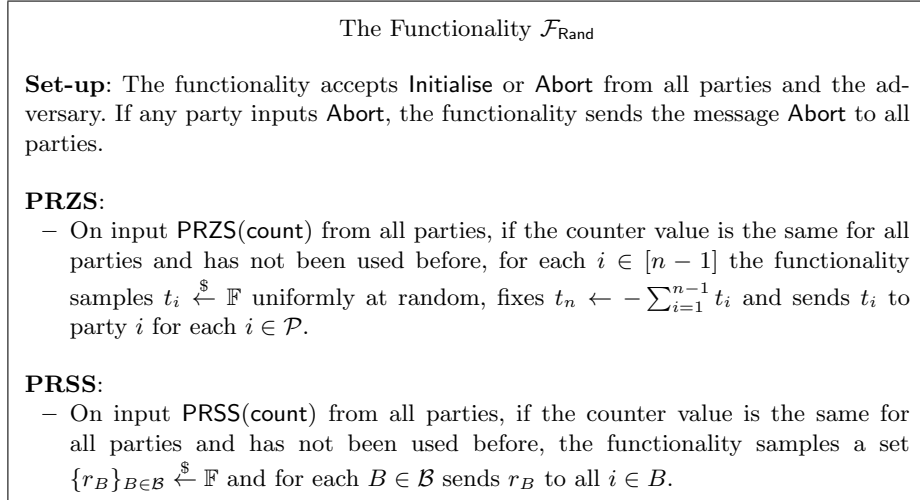 The Functionality ℱ_Rand
Set-up: The functionality accepts Initialise or Abort from all parties and the ad-
versary. If any party inputs Abort, the functionality sends the message Abort to all
parties.
PRZS:
– On input PRZS(count) from all parties, if the counter value is the same for all
parties and has not been used before, for each i ∈ [n − 1] the functionality
samples t_i ←$ 𝔽 uniformly at random, fixes t_n ← − ∑_{i=1}^{n−1} t_i and sends t_i to
party i for each i ∈ 𝒫.
PRSS:
– On input PRSS(count) from all parties, if the counter value is the same for
all parties and has not been used before, the functionality samples a set
{r_B}_{B∈ℬ} ←$ 𝔽 and for each B ∈ ℬ sends r_B to all i ∈ B.